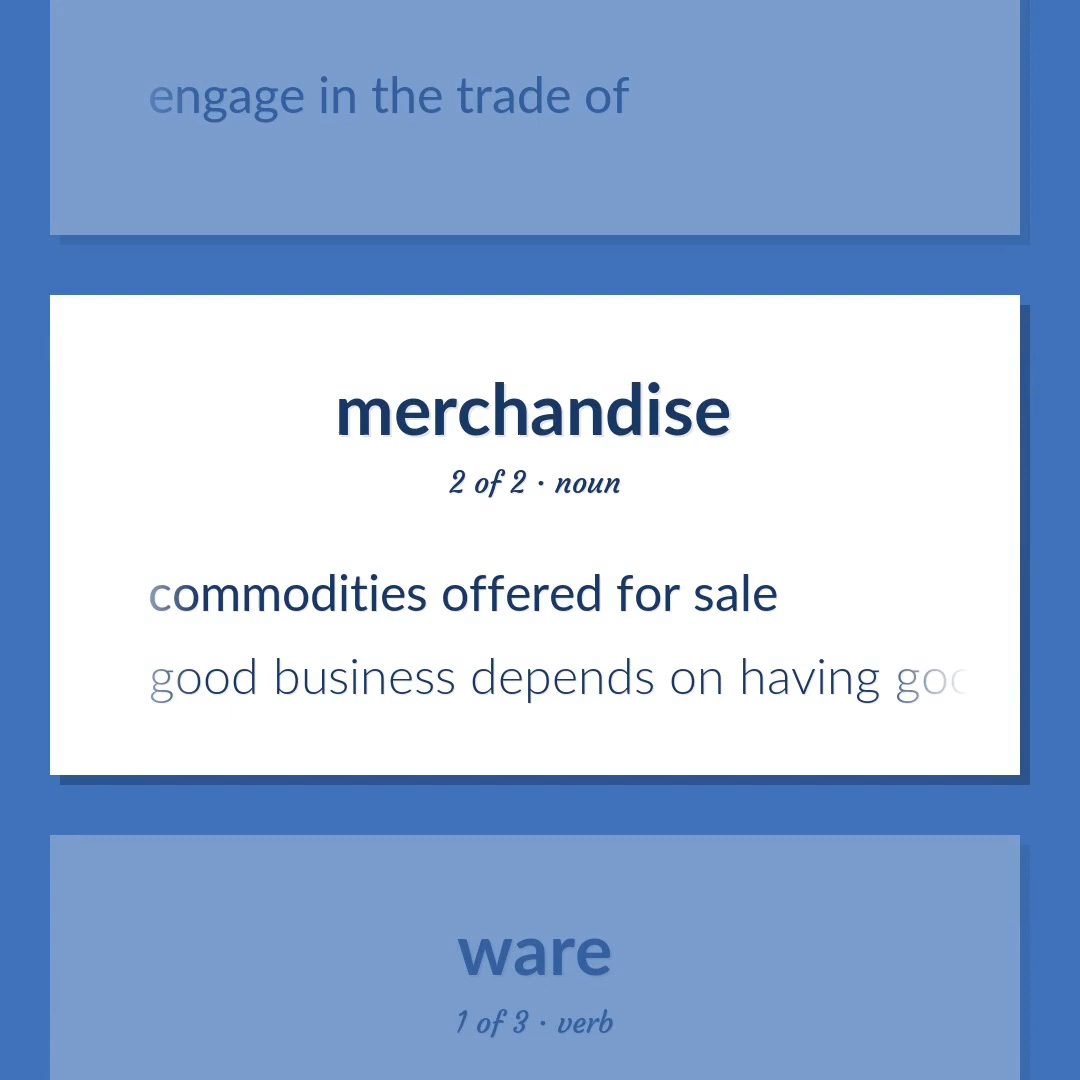 engage in the trade of
merchandise
2 of 2 · noun
commodities offered for sale
good business depends on having
ware
1 of 3 · verb